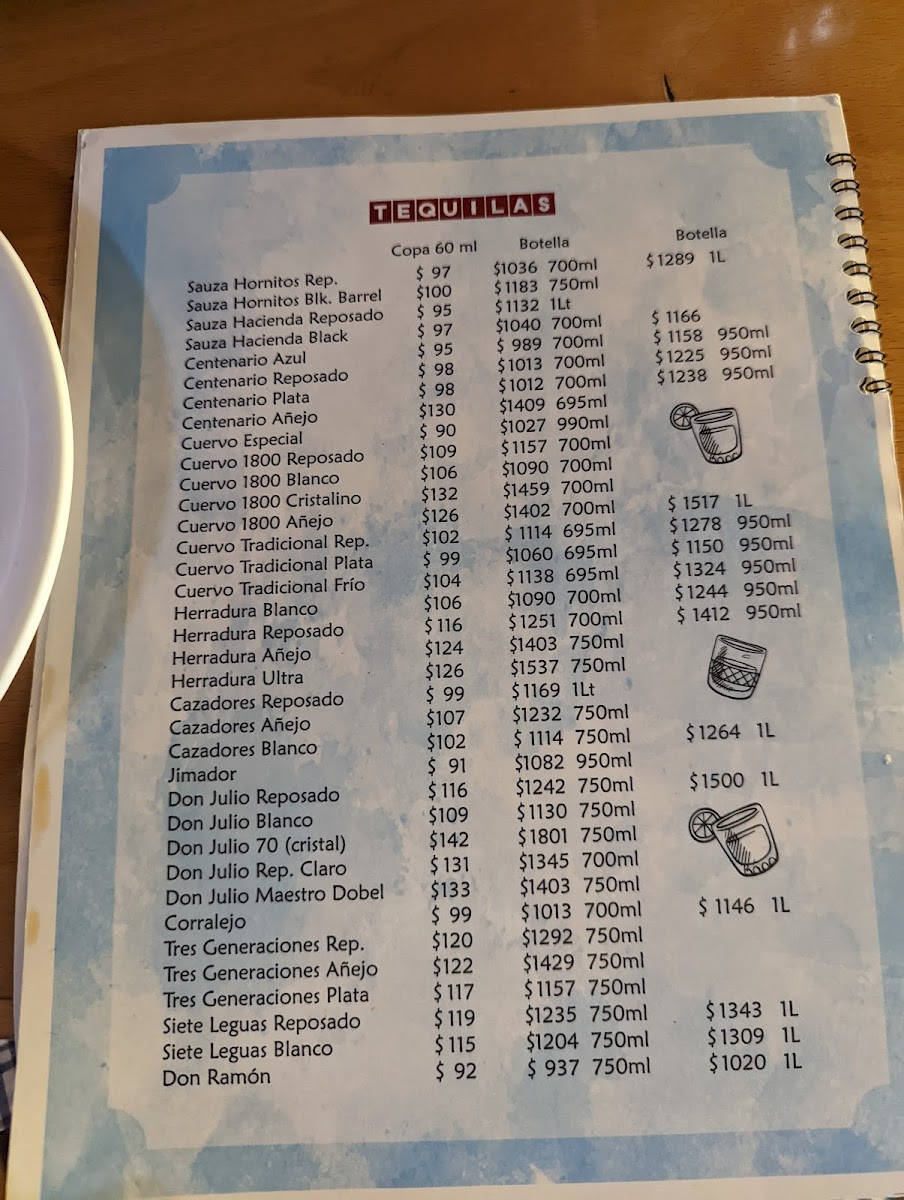 TEQUILAS
Copa 60 ml Botella Botella
Sauza Hornitos Rep. $ 97 $1036 700ml $1289 1L
Sauza Hornitos Blk. Barrel $100 $1183 750ml
Sauza Hacienda Reposado $ 95 $1132 1Lt
Sauza Hacienda Black $ 97 $1040 700ml $ 1166
Centenario Azul $ 95 $ 989 700ml $ 1158 950ml
Centenario Reposado $ 98 $1013 700ml $1225 950ml
Centenario Plata $ 98 $1012 700ml $1238 950ml
Centenario Añejo $130 $1409 695ml
Cuervo Especial $ 90 $1027 990ml
Cuervo 1800 Reposado $109 $1157 700ml
Cuervo 1800 Blanco $106 $1090 700ml
Cuervo 1800 Cristalino $132 $1459 700ml
Cuervo 1800 Añejo $126 $1402 700ml $ 1517 1L
Cuervo Tradicional Rep. $102 $ 1114 695ml $1278 950ml
Cuervo Tradicional Plata $ 99 $1060 695ml $ 1150 950ml
Cuervo Tradicional Frío $104 $1138 695ml $1324 950ml
Herradura Blanco $106 $1090 700ml $1244 950ml
Herradura Reposado $ 116 $1251 700ml $ 1412 950ml
Herradura Añejo $124 $1403 750ml
Herradura Ultra $126 $1537 750ml
Cazadores Reposado $ 99 $1169 1Lt
Cazadores Añejo $107 $1232 750ml
Cazadores Blanco $102 $ 1114 750ml $1264 1L
Jimador $ 91 $1082 950ml
Don Julio Reposado $ 116 $1242 750ml $1500 1L
Don Julio Blanco $109 $1130 750ml
Don Julio 70 (cristal) $142 $1801 750ml
Don Julio Rep. Claro $ 131 $1345 700ml
Don Julio Maestro Dobel $133 $1403 750ml
Corralejo $ 99 $1013 700ml $ 1146 1L
Tres Generaciones Rep. $120 $1292 750ml
Tres Generaciones Añejo $122 $1429 750ml
Tres Generaciones Plata $ 117 $1157 750ml
Siete Leguas Reposado $ 119 $1235 750ml $1343 1L
Siete Leguas Blanco $ 115 $1204 750ml $1309 1L
Don Ramón $ 92 $ 937 750ml $1020 1L